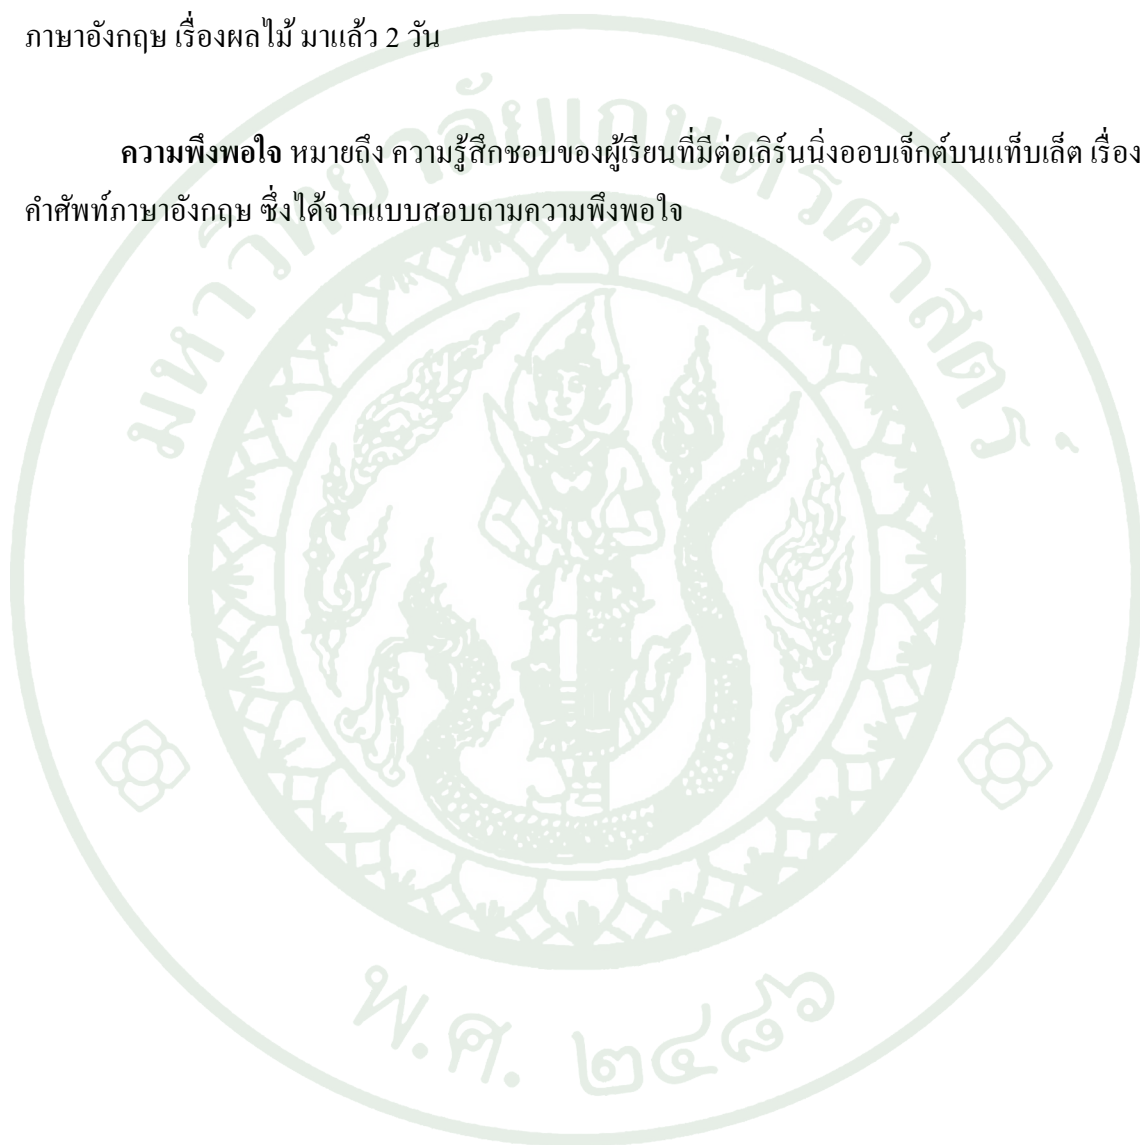 ภาษาอังกฤษ เรื่องผลไม้ มาแล้ว 2 วัน
ความพึงพอใจ หมายถึง ความรู้สึกชอบของผู้เรียนที่มีต่อเลิร์นนิ่งออบเจ็กต์บนแท็บเล็ต เรื่อง
คำศัพท์ภาษาอังกฤษ ซึ่งได้จากแบบสอบถามความพึงพอใจ
มหาวิทยาลัยเกษตรศาสตร์
พ.ศ. ๒๔๘๖